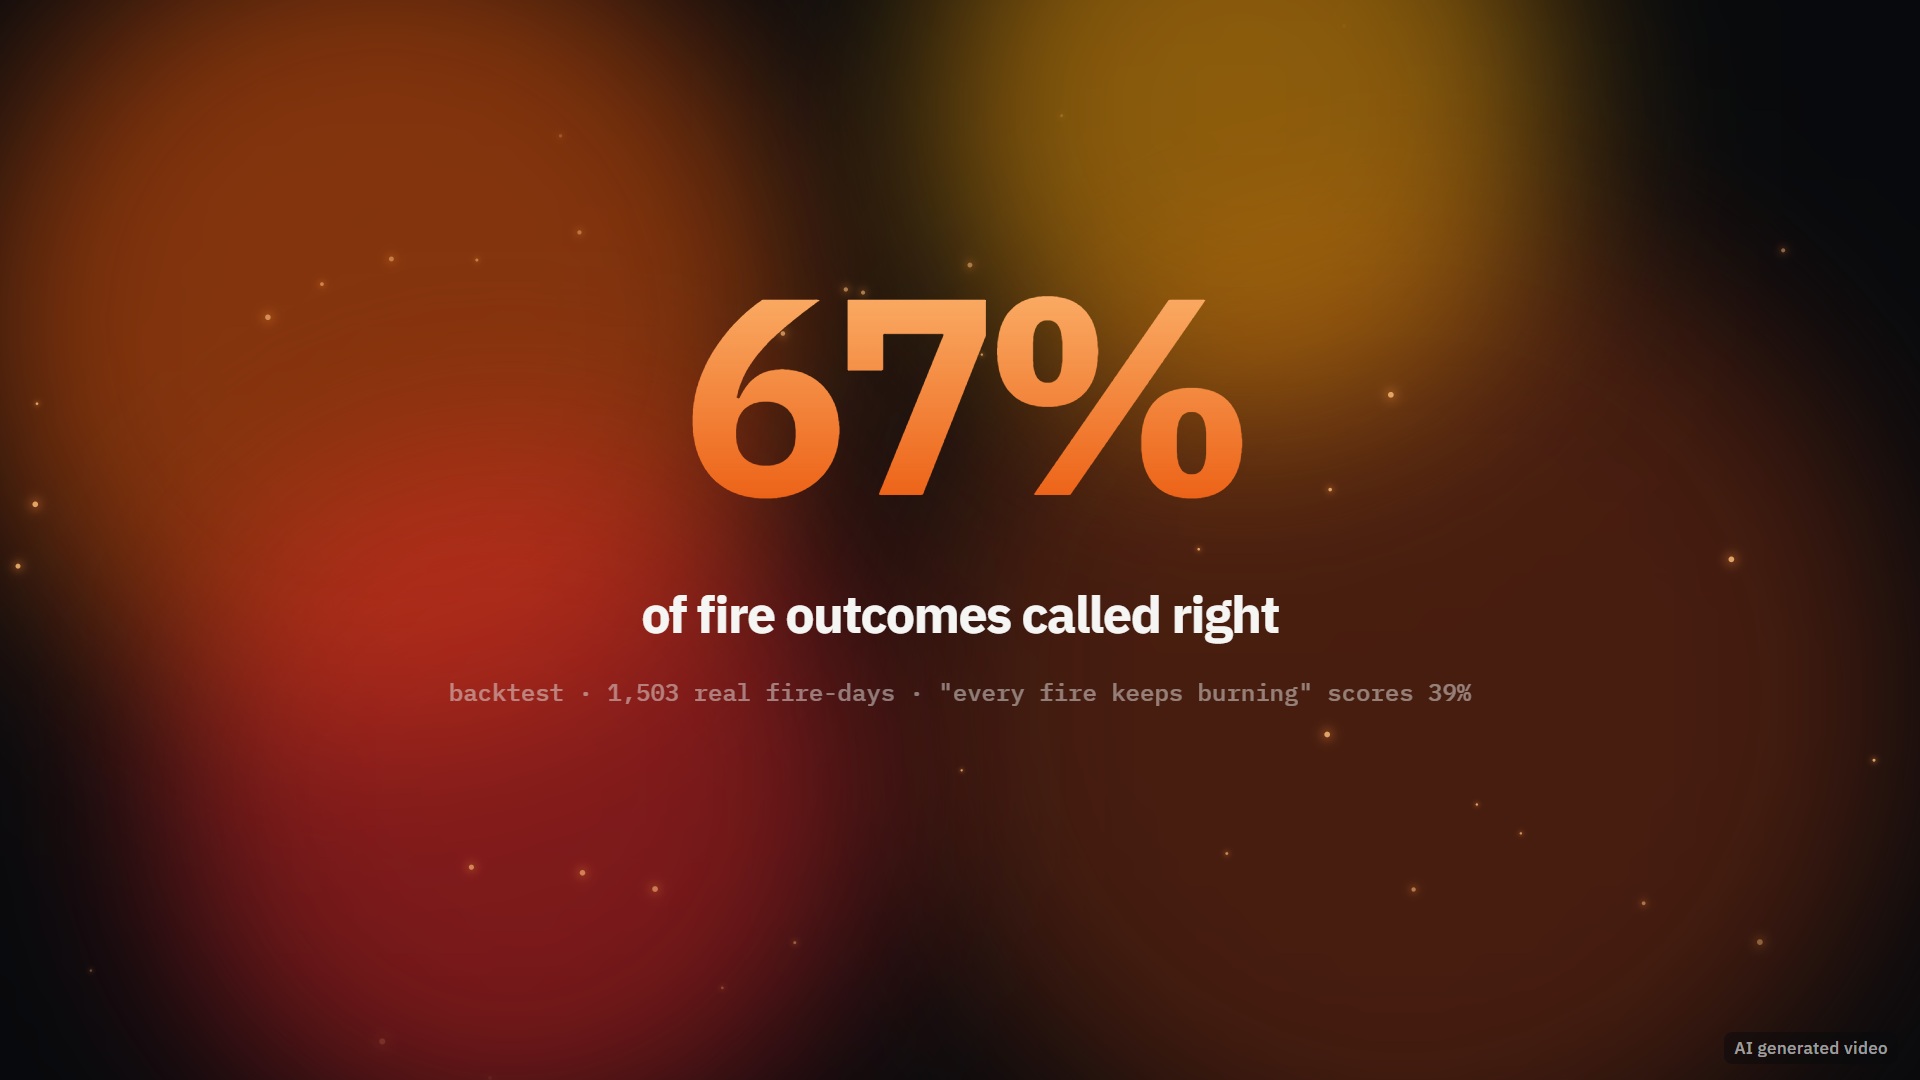 67%
of fire outcomes called right
backtest · 1,503 real fire-days · "every fire keeps burning" scores 39%
AI generated video